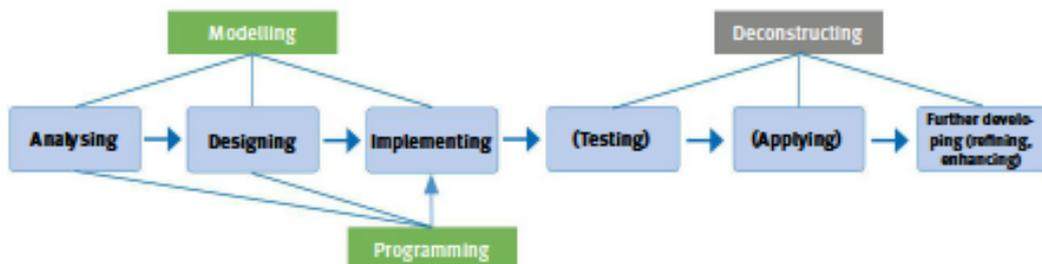 Modelling
Deconstructing
Analysing
Designing
Implementing
(Testing)
(Applying)
Further develo-
ping (refining,
enhancing)
Programming